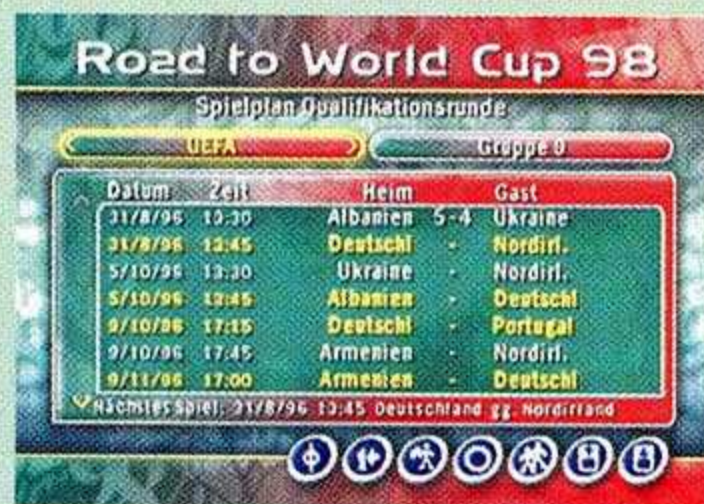 Road to World Cup 98
Spielplan Qualifikationsrunde
UEFA Gruppe 9
Datum Zeit Heim Gast
31/8/96 13:30 Albanien 5-4 Ukraine
31/8/96 13:45 Deutschl - Nordirl.
5/10/96 13:30 Ukraine - Nordirl.
5/10/96 13:45 Albanien - Deutschl
9/10/96 17:15 Deutschl - Portugal
9/10/96 17:45 Armenien - Nordirl.
9/11/96 17:00 Armenien - Deutschl
Nächstes Spiel: 31/8/96 13:45 Deutschland gg. Nordirland